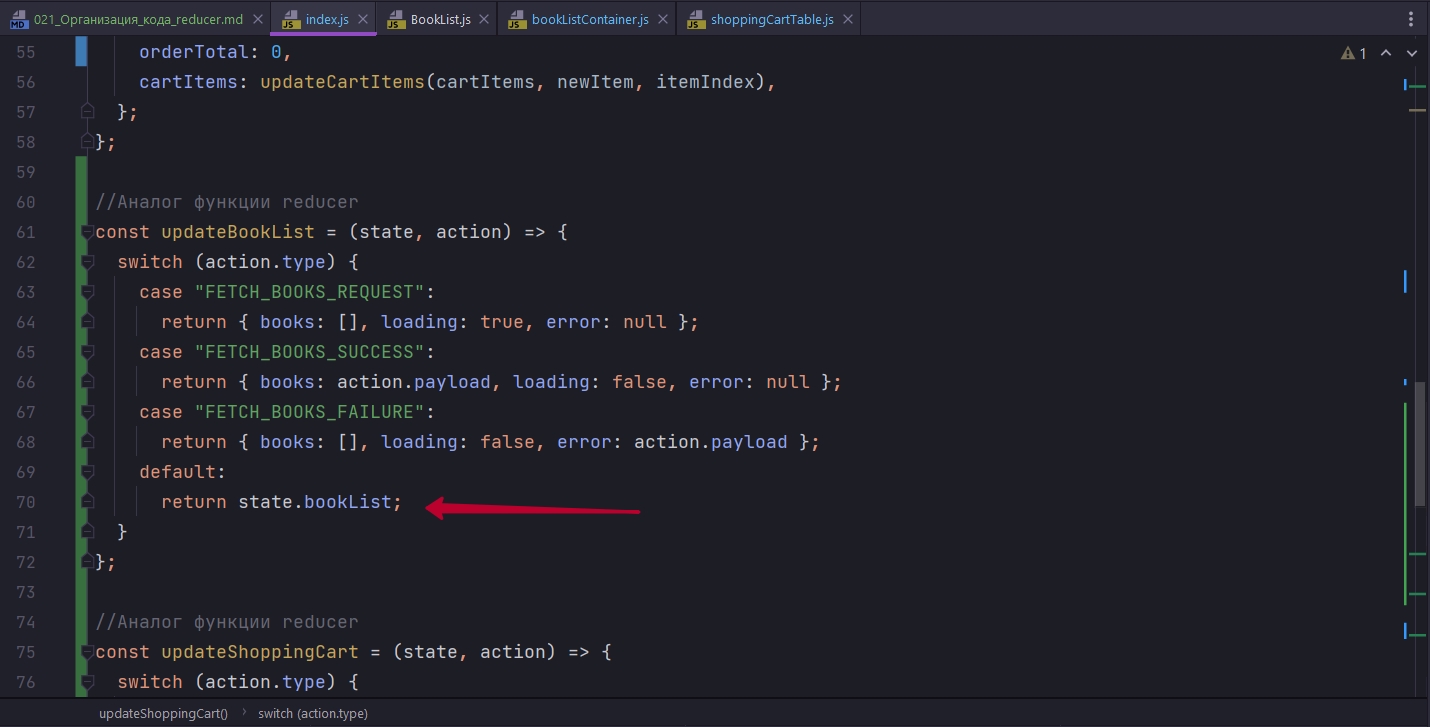 021_Организация_кода_reducer.md index.js BookList.js bookListContainer.js shoppingCartTable.js
55 orderTotal: 0,
1
56 cartItems: updateCartItems(cartItems, newItem, itemIndex),
57 };
58 };
59
60 //Аналог функции reducer
61 const updateBookList = (state, action) => {
62 switch (action.type) {
63 case "FETCH_BOOKS_REQUEST":
64 return { books: [], loading: true, error: null };
65 case "FETCH_BOOKS_SUCCESS":
66 return { books: action.payload, loading: false, error: null };
67 case "FETCH_BOOKS_FAILURE":
68 return { books: [], loading: false, error: action.payload };
69 default:
70 return state.bookList;
71 }
72 };
73
74 //Аналог функции reducer
75 const updateShoppingCart = (state, action) => {
76 switch (action.type) {
updateShoppingCart() › switch (action.type)